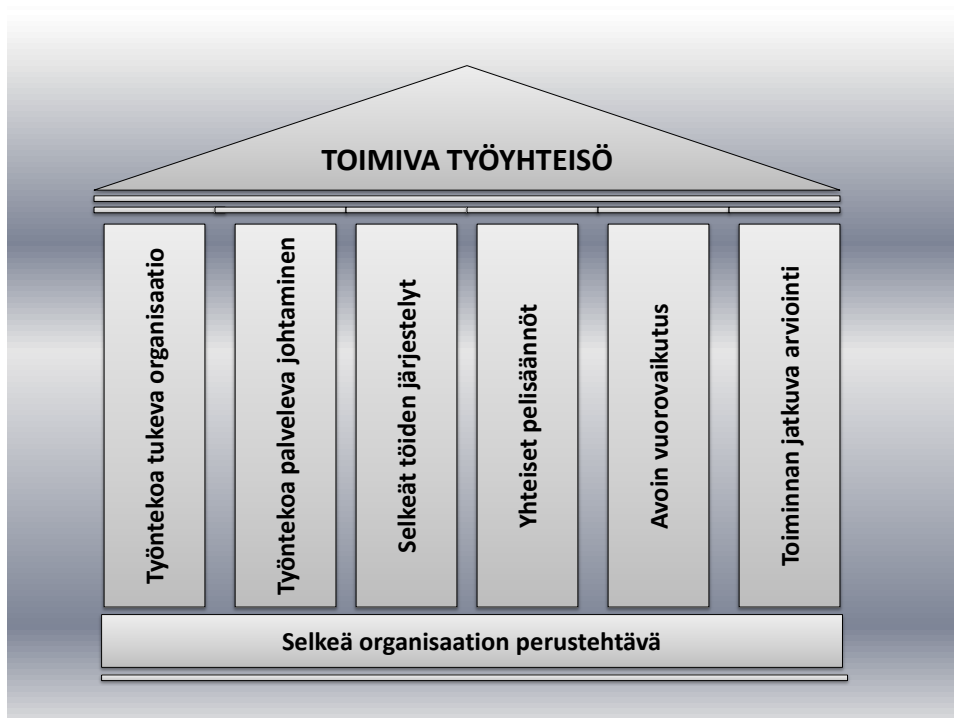 TOIMIVA TYÖYHTEISÖ
Työntekoa tukeva organisaatio
Työntekoa palveleva johtaminen
Selkeät töiden järjestelyt
Yhteiset pelisäännöt
Avoin vuorovaikutus
Toiminnan jatkuva arviointi
Selkeä organisaation perustehtävä